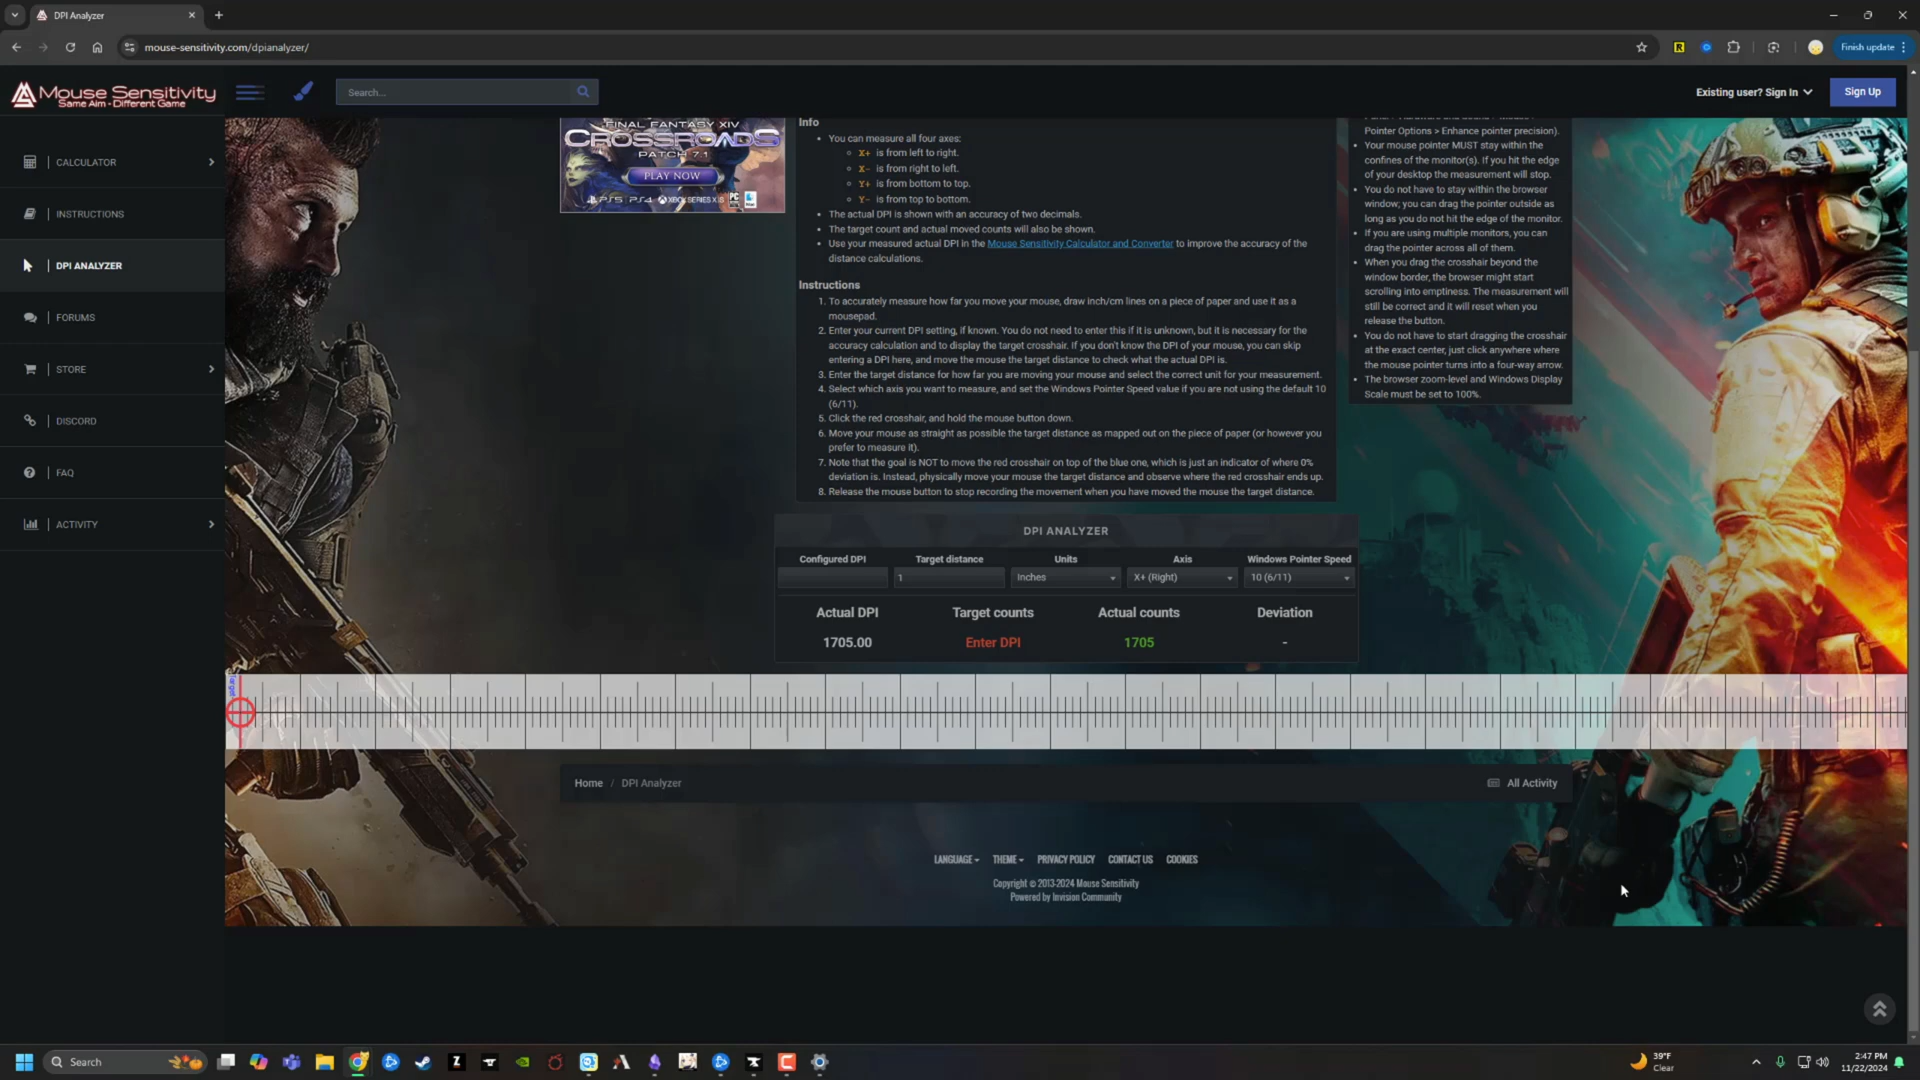 DPI Analyzer
mouse-sensitivity.com/dpianalyzer/
Finish update
Mouse Sensitivity
Same Aim - Different Game
Search...
Existing user? Sign In
Sign Up
CALCULATOR
INSTRUCTIONS
DPI ANALYZER
FORUMS
STORE
DISCORD
FAQ
ACTIVITY
FINAL FANTASY XIV
CROSSROADS
PATCH 7.1
PLAY NOW
PS5 PS4 XBOX SERIES X|S PC
Info
You can measure all four axes:
X+ is from left to right.
X- is from right to left.
Y+ is from bottom to top.
Y- is from top to bottom.
The actual DPI is shown with an accuracy of two decimals.
The target count and actual moved counts will also be shown.
Use your measured actual DPI in the Mouse Sensitivity Calculator and Converter to improve the accuracy of the
distance calculations.
Instructions
1. To accurately measure how far you move your mouse, draw inch/cm lines on a piece of paper and use it as a
mousepad.
2. Enter your current DPI setting, if known. You do not need to enter this if it is unknown, but it is necessary for the
accuracy calculation and to display the target crosshair. If you don't know the DPI of your mouse, you can skip
entering a DPI here, and move the mouse the target distance to check what the actual DPI is.
3. Enter the target distance for how far you are moving your mouse and select the correct unit for your measurement.
4. Select which axis you want to measure, and set the Windows Pointer Speed value if you are not using the default 10
(6/11).
5. Click the red crosshair, and hold the mouse button down.
6. Move your mouse as straight as possible the target distance as mapped out on the piece of paper (or however you
prefer to measure it).
7. Note that the goal is NOT to move the red crosshair on top of the blue one, which is just an indicator of where 0%
deviation is. Instead, physically move your mouse the target distance and observe where the red crosshair ends up.
8. Release the mouse button to stop recording the movement when you have moved the mouse the target distance.
Pointer Options > Enhance pointer precision).
Your mouse pointer MUST stay within the
confines of the monitor(s). If you hit the edge
of your desktop the measurement will stop.
You do not have to stay within the browser
window; you can drag the pointer outside as
long as you do not hit the edge of the monitor.
If you are using multiple monitors, you can
drag the pointer across all of them.
When you drag the crosshair beyond the
window border, the browser might start
scrolling into emptiness. The measurement will
still be correct and it will reset when you
release the button.
You do not have to start dragging the crosshair
at the exact center, just click anywhere where
the mouse pointer turns into a four-way arrow.
The browser zoom-level and Windows Display
Scale must be set to 100%.
DPI ANALYZER
Configured DPI Target distance Units Axis Windows Pointer Speed
1 Inches X+ (Right) 10 (6/11)
Actual DPI Target counts Actual counts Deviation
1705.00 Enter DPI 1705 -
Target
Home / DPI Analyzer
All Activity
LANGUAGE THEME PRIVACY POLICY CONTACT US COOKIES
Copyright © 2013-2024 Mouse Sensitivity
Powered by Invision Community
Search
39°F
Clear
2:47 PM
11/22/2024